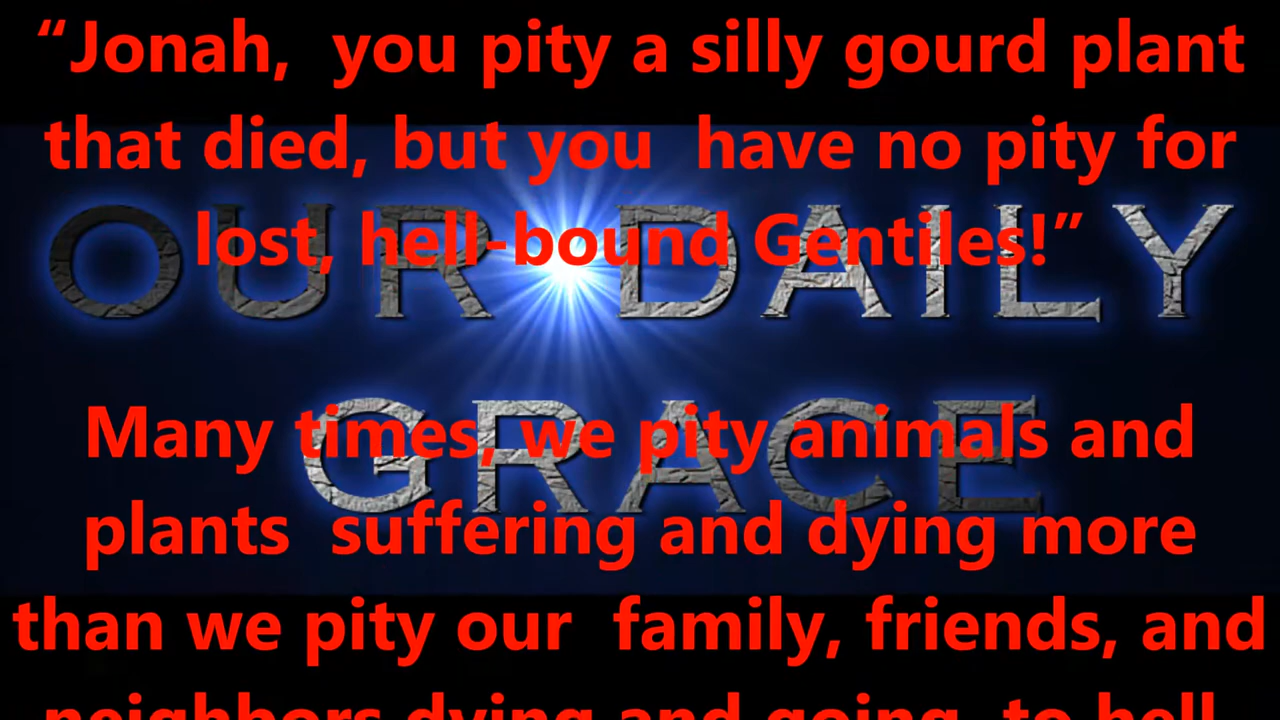 “Jonah,  you pity a silly gourd plant
that died, but you  have no pity for
lost, hell-bound Gentiles!”
OUR DAILY
GRACE
Many times,  we pity animals and
plants  suffering and dying more
than we pity our  family, friends, and
neighbors dying and going  to hell